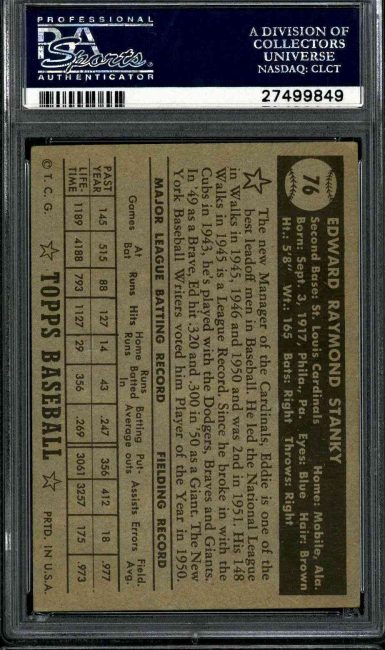 PROFESSIONAL
PSA
Sports
AUTHENTICATOR
A DIVISION OF
COLLECTORS
UNIVERSE
NASDAQ: CLCT
27499849
76
EDWARD RAYMOND STANKY
Second Base: St. Louis Cardinals Home: Mobile, Ala.
Born: Sept. 3, 1917, Phila., Pa. Eyes: Blue Hair: Brown
Ht.: 5'8" Wt.: 165 Bats: Right Throws: Right
The new Manager of the Cardinals, Eddie is one of the
best leadoff men in Baseball. He led the National League
in Walks in 1945, 1946 and 1950 and was 2nd in 1951. His 148
Walks in 1945 is a League Record. Since he broke in with the
Cubs in 1943, he's played with the Dodgers, Braves and Giants.
In '49 as a Brave, Ed hit .320 and .300 in '50 as a Giant. The New
York Baseball Writers voted him Player of the Year in 1950.
MAJOR LEAGUE BATTING RECORD FIELDING RECORD
Games At Bat Runs Hits Home Runs Runs Batted In Batting Average Put-outs Assists Errors Field. Avg.
PAST YEAR 145 515 88 127 14 43 .247 356 412 18 .977
LIFE-TIME 1189 4188 793 1127 29 356 .269 3061 3257 175 .973
© T. C. G. TOPPS BASEBALL PRTD. IN U.S.A.